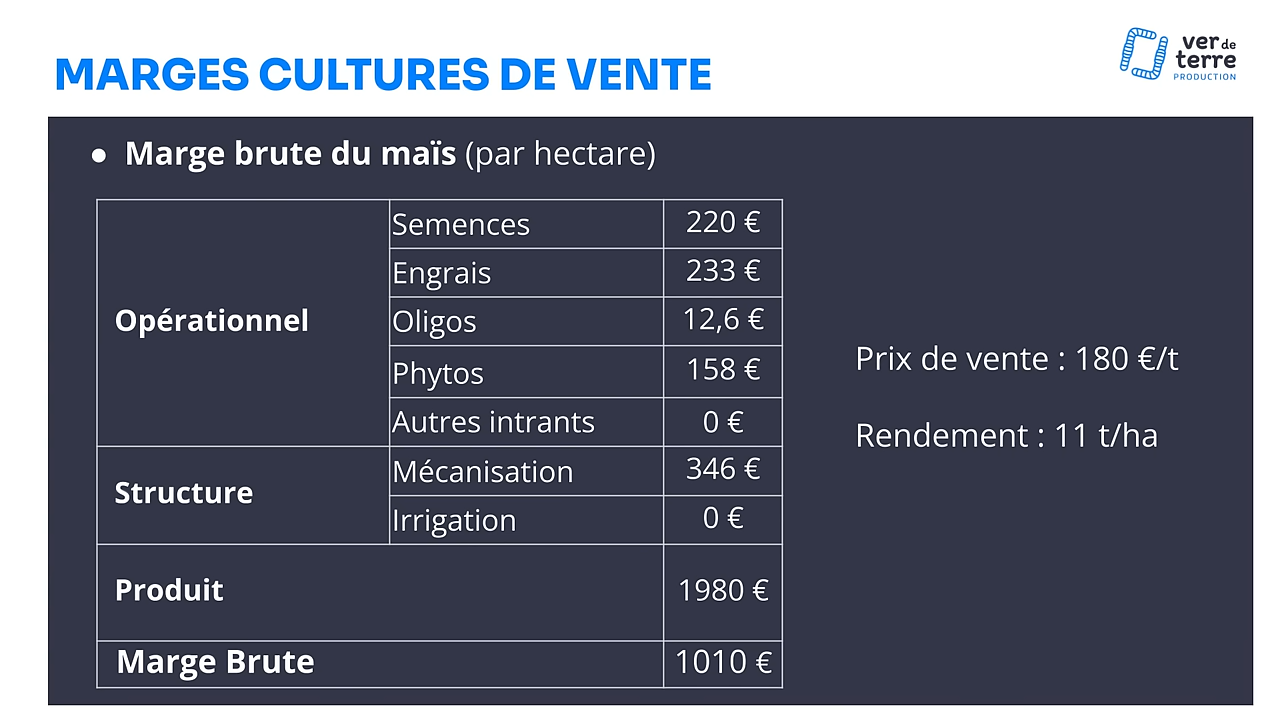 MARGES CULTURES DE VENTE
ver de
terre
PRODUCTION
● Marge brute du maïs (par hectare)
Opérationnel
Semences 220 €
Engrais 233 €
Oligos 12,6 €
Phytos 158 €
Autres intrants 0 €
Structure
Mécanisation 346 €
Irrigation 0 €
Produit 1980 €
Marge Brute 1010 €
Prix de vente : 180 €/t
Rendement : 11 t/ha